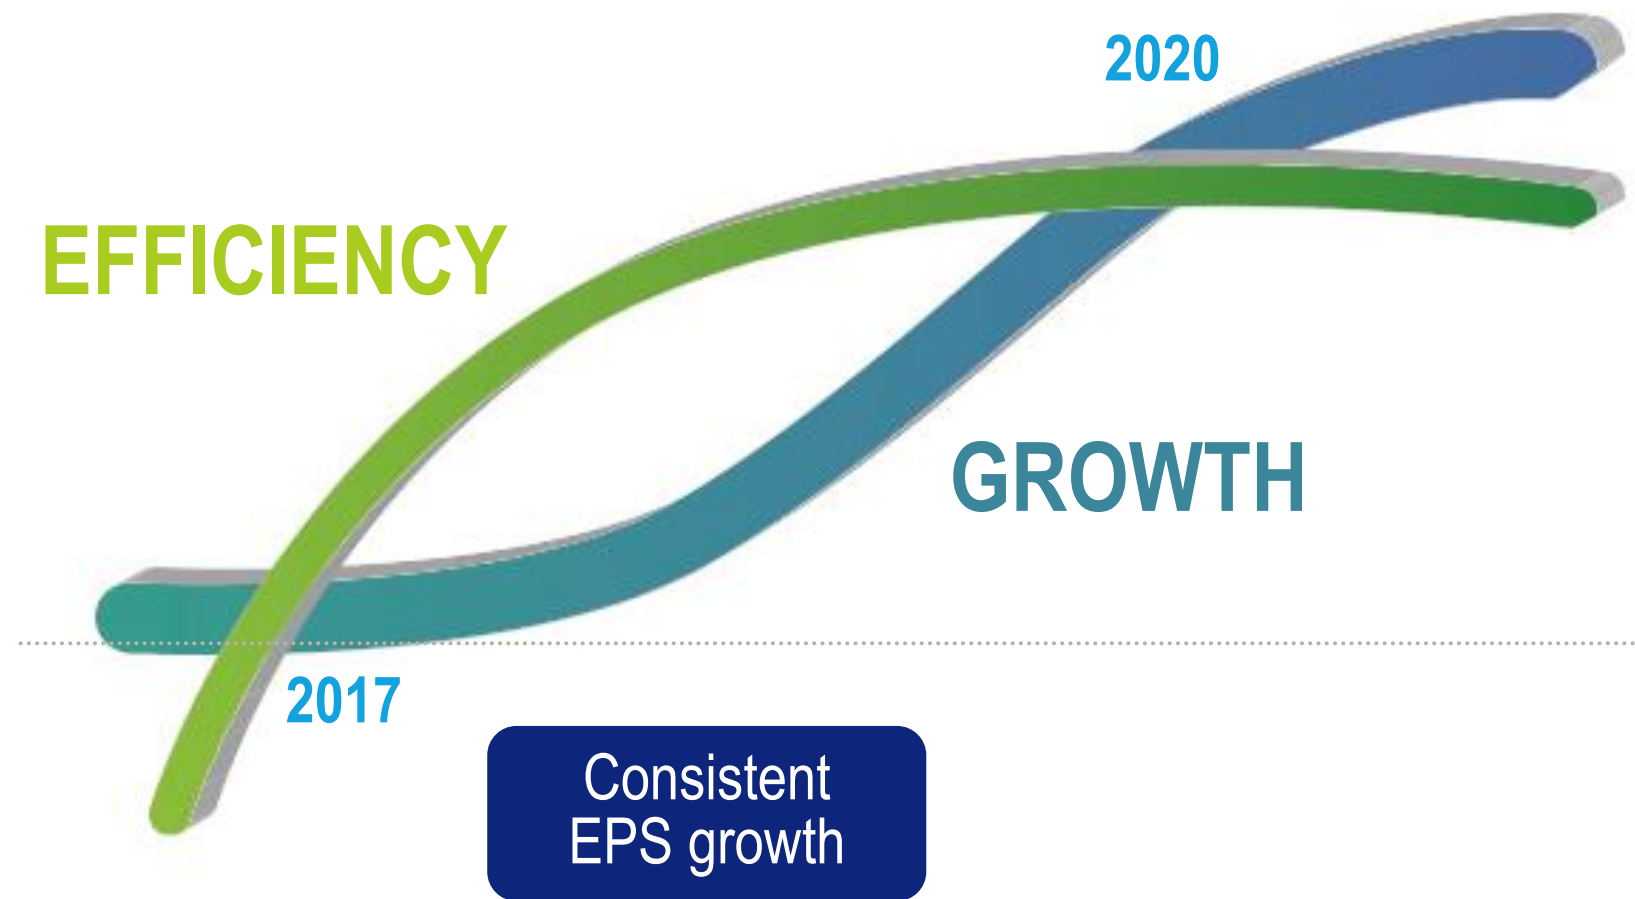 2020
EFFICIENCY
GROWTH
2017
Consistent
EPS growth